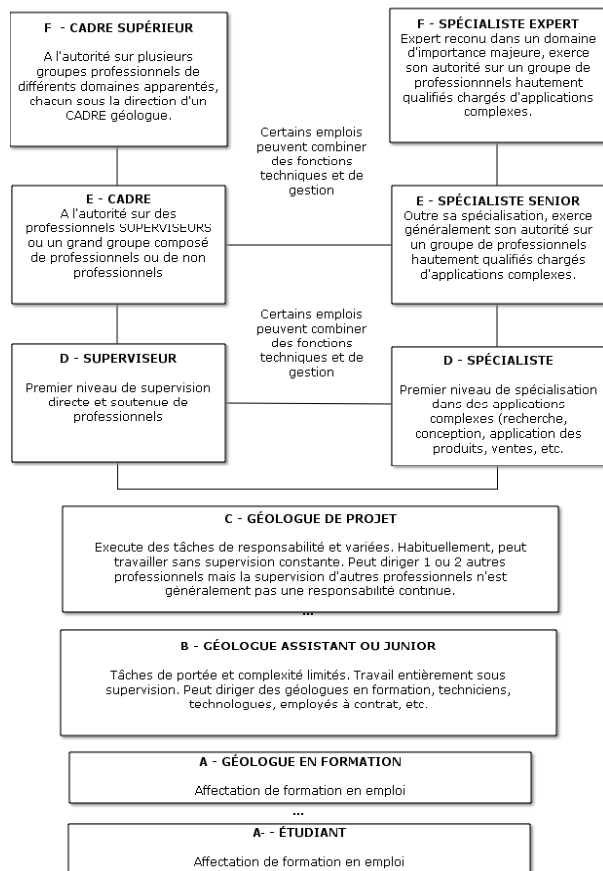 F - CADRE SUPÉRIEUR
A l'autorité sur plusieurs
groupes professionnels de
différents domaines apparentés,
chacun sous la direction d'un
CADRE géologue.
F - SPÉCIALISTE EXPERT
Expert reconu dans un domaine
d'importance majeure, exerce
son autorité sur un groupe de
professionnnels hautement
qualifiés chargés d'applications
complexes.
Certains emplois
peuvent combiner
des fonctions
techniques et de
gestion
E - CADRE
A l'autorité sur des
professionnels SUPERVISEURS
ou un grand groupe composé
de professionnels ou de non
professionnels
E - SPÉCIALISTE SENIOR
Outre sa spécialisation, exerce
généralement son autorité sur
un groupe de professionnels
hautement qualifiés chargés
d'applications complexes.
Certains emplois
peuvent combiner
des fonctions
techniques et de
gestion
D - SUPERVISEUR
Premier niveau de supervision
directe et soutenue de
professionnels
D - SPÉCIALISTE
Premier niveau de spécialisation
dans des applications
complexes (recherche,
conception, application des
produits, ventes, etc.
C - GÉOLOGUE DE PROJET
Execute des tâches de responsabilité et variées. Habituellement, peut
travailler sans supervision constante. Peut diriger 1 ou 2 autres
professionnels mais la supervision d'autres professionnels n'est
généralement pas une responsabilité continue.
...
B - GÉOLOGUE ASSISTANT OU JUNIOR
Tâches de portée et complexité limités. Travail entièrement sous
supervision. Peut diriger des géologues en formation, techniciens,
technologues, employés à contrat, etc.
A - GÉOLOGUE EN FORMATION
Affectation de formation en emploi
...
A- - ÉTUDIANT
Affectation de formation en emploi